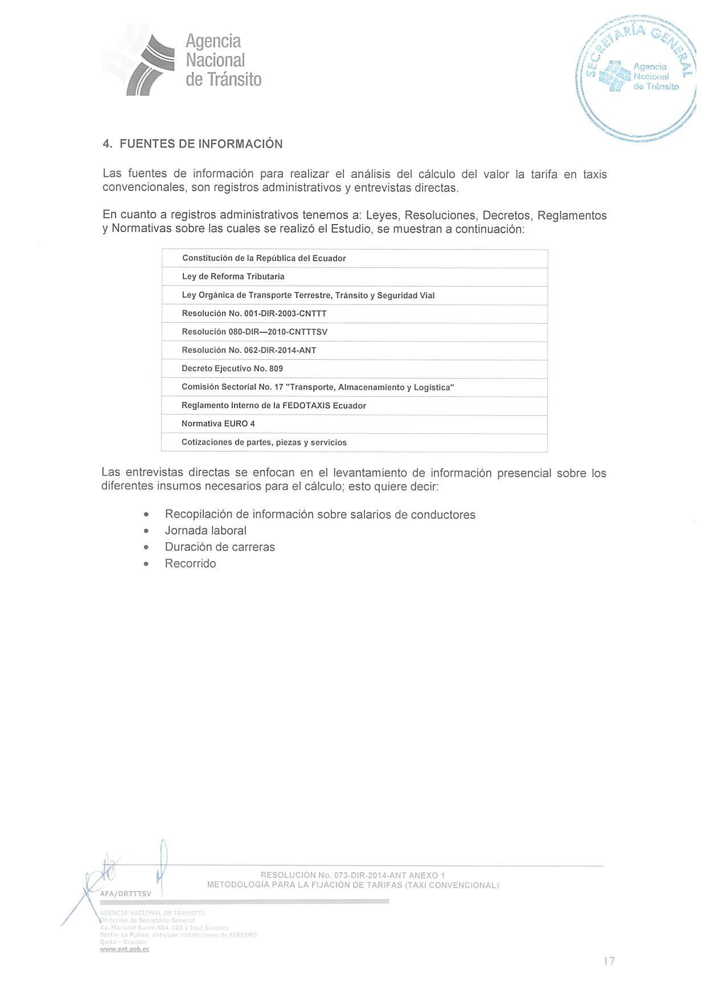 Agencia
Nacional
de Tránsito
SECRETARÍA GENERAL
Agencia
Nacional
de Tránsito
4. FUENTES DE INFORMACIÓN
Las fuentes de información para realizar el análisis del cálculo del valor la tarifa en taxis
convencionales, son registros administrativos y entrevistas directas.
En cuanto a registros administrativos tenemos a: Leyes, Resoluciones, Decretos, Reglamentos
y Normativas sobre las cuales se realizó el Estudio, se muestran a continuación:
Constitución de la República del Ecuador
Ley de Reforma Tributaria
Ley Orgánica de Transporte Terrestre, Tránsito y Seguridad Vial
Resolución No. 001-DIR-2003-CNTTT
Resolución 080-DIR—2010-CNTTTSV
Resolución No. 062-DIR-2014-ANT
Decreto Ejecutivo No. 809
Comisión Sectorial No. 17 "Transporte, Almacenamiento y Logística"
Reglamento Interno de la FEDOTAXIS Ecuador
Normativa EURO 4
Cotizaciones de partes, piezas y servicios
Las entrevistas directas se enfocan en el levantamiento de información presencial sobre los
diferentes insumos necesarios para el cálculo; esto quiere decir:
• Recopilación de información sobre salarios de conductores
• Jornada laboral
• Duración de carreras
• Recorrido
RESOLUCIÓN No. 073-DIR-2014-ANT ANEXO 1
METODOLOGÍA PARA LA FIJACIÓN DE TARIFAS (TAXI CONVENCIONAL)
AFA/DRTTTSV
AGENCIA NACIONAL DE TRANSITO
Dirección de Secretaría General
Av. Mariscal Sucre N54-103 y José Sánchez
Sector La Pulida, antiguas instalaciones de FEREXPO
Quito – Ecuador
www.ant.gob.ec
17